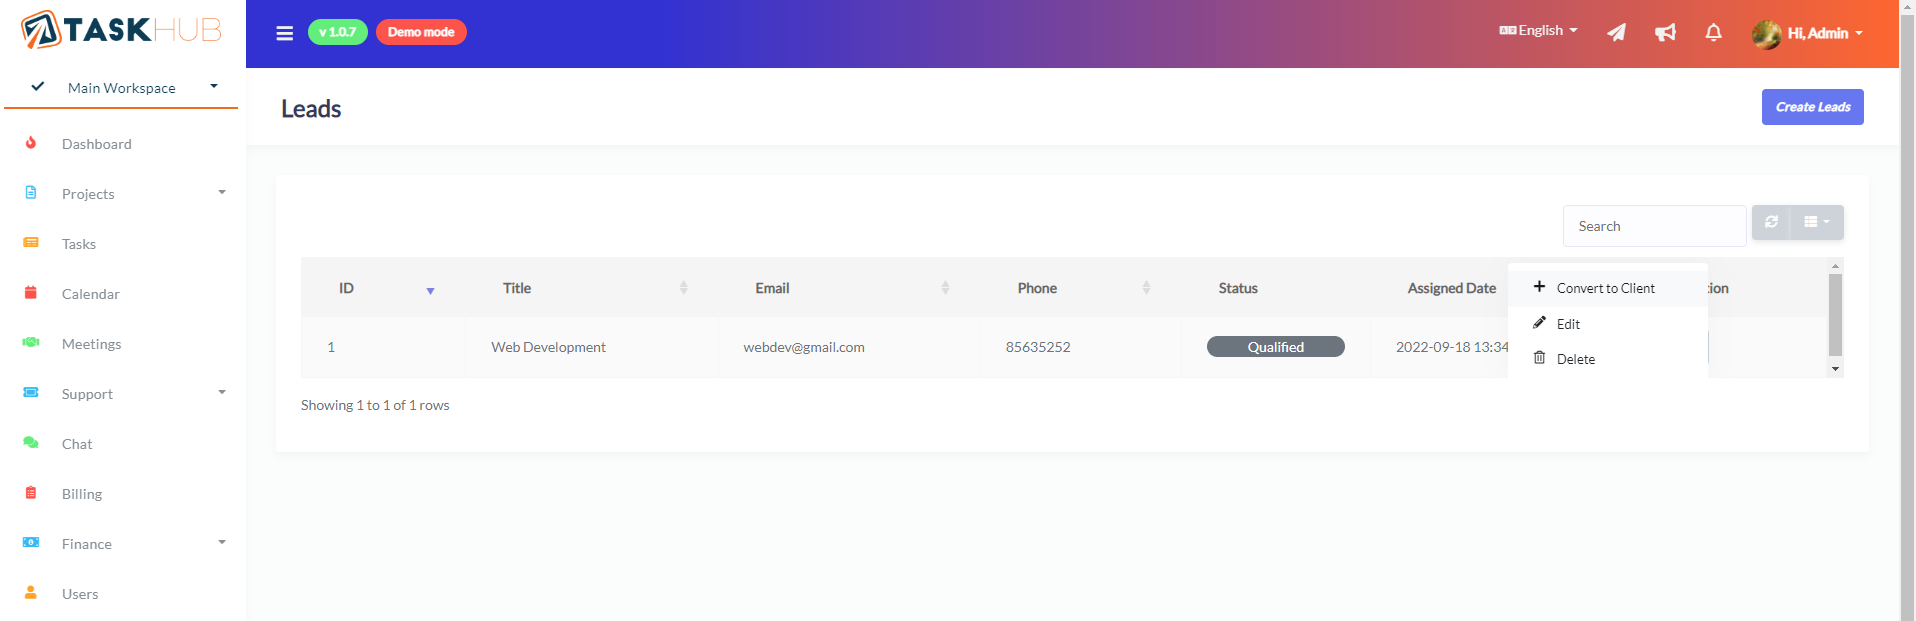 TASKHUB
v 1.0.7
Demo mode
English
Hi, Admin
Main Workspace
Dashboard
Projects
Tasks
Calendar
Meetings
Support
Chat
Billing
Finance
Users
Leads
Create Leads
Search
ID Title Email Phone Status Assigned Date tion
1 Web Development webdev@gmail.com 85635252 Qualified 2022-09-18 13:34
Convert to Client
Edit
Delete
Showing 1 to 1 of 1 rows